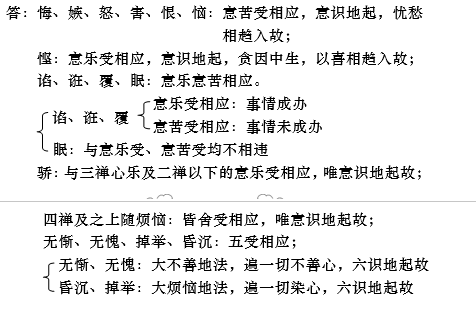 答：悔、嫉、怒、害、恨、恼：意苦受相应，意识地起，忧愁
相趋入故；
悭：意乐受相应，意识地起，贪因中生，以喜相趋入故；
谄、诳、覆、眠：意乐意苦相应。
谄、诳、覆
意乐受相应：事情成办
意苦受相应：事情未成办
眠：与意乐受、意苦受均不相违
骄：与三禅心乐及二禅以下的意乐受相应，唯意识地起故；
四禅及之上随烦恼：皆舍受相应，唯意识地起故；
无惭、无愧、掉举、昏沉：五受相应；
无惭、无愧：大不善地法，遍一切不善心，六识地起故
昏沉、掉举：大烦恼地法，遍一切染心，六识地起故